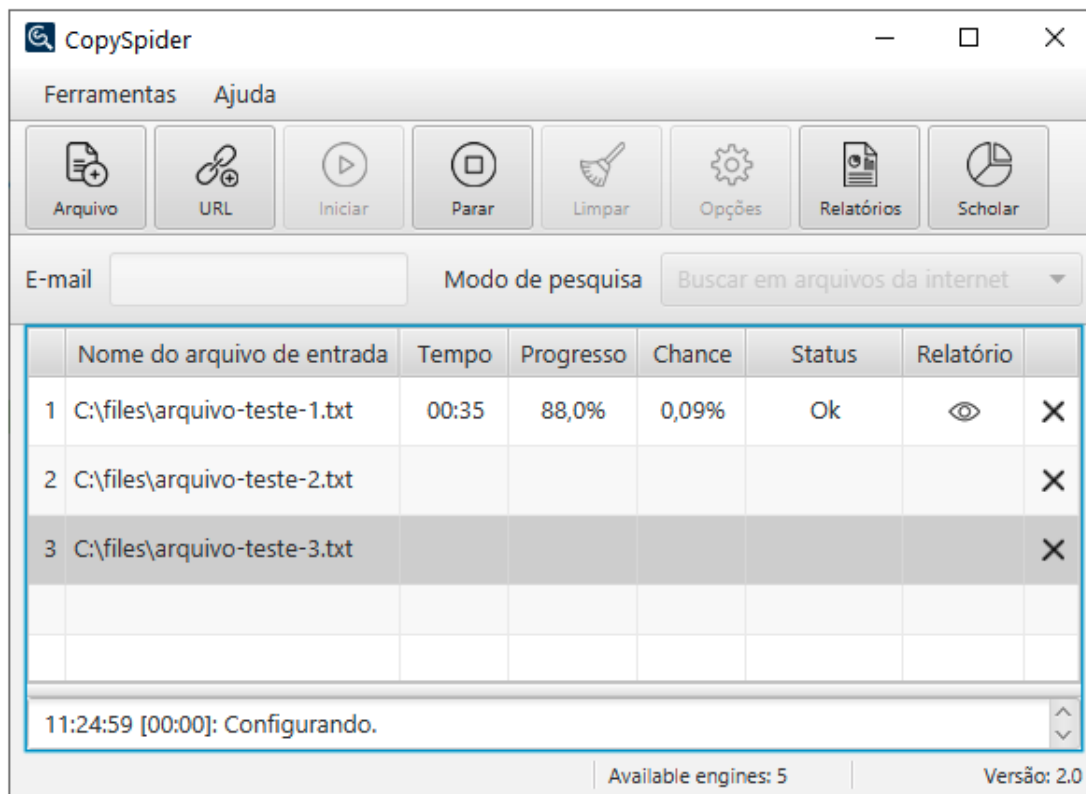 CopySpider
Ferramentas Ajuda
Arquivo URL Iniciar Parar Limpar Opções Relatórios Scholar
E-mail Modo de pesquisa Buscar em arquivos da internet
Nome do arquivo de entrada Tempo Progresso Chance Status Relatório
1 C:\files\arquivo-teste-1.txt 00:35 88,0% 0,09% Ok
2 C:\files\arquivo-teste-2.txt
3 C:\files\arquivo-teste-3.txt
11:24:59 [00:00]: Configurando.
Available engines: 5 Versão: 2.0